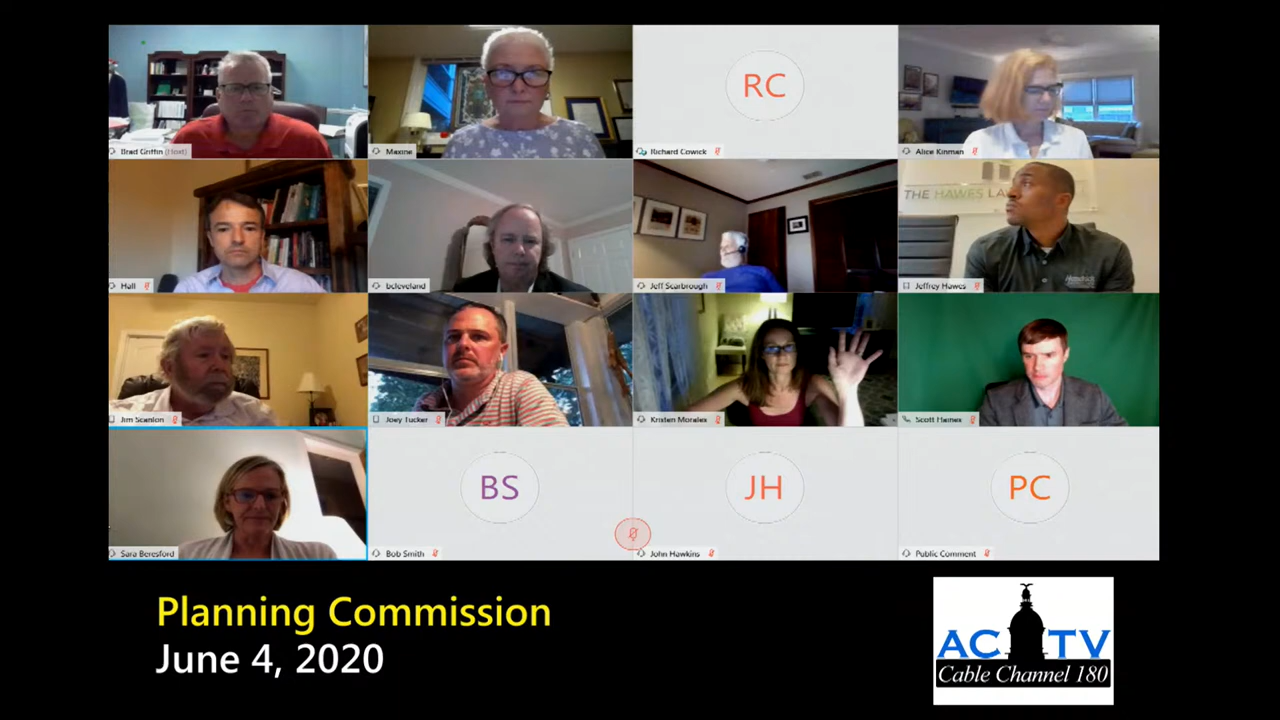 Brad Griffin (Host)
Maxine
RC
Richard Cowick
Alice Kinman
Hall
bcleveland
Jeff Scarbrough
THE HAWES LAW
Jeffrey Hawes
Jim Scanlon
Joey Tucker
Kristen Morales
Scott Haines
Sara Beresford
BS
Bob Smith
JH
John Hawkins
PC
Public Comment
Planning Commission
June 4, 2020
AC TV
Cable Channel 180